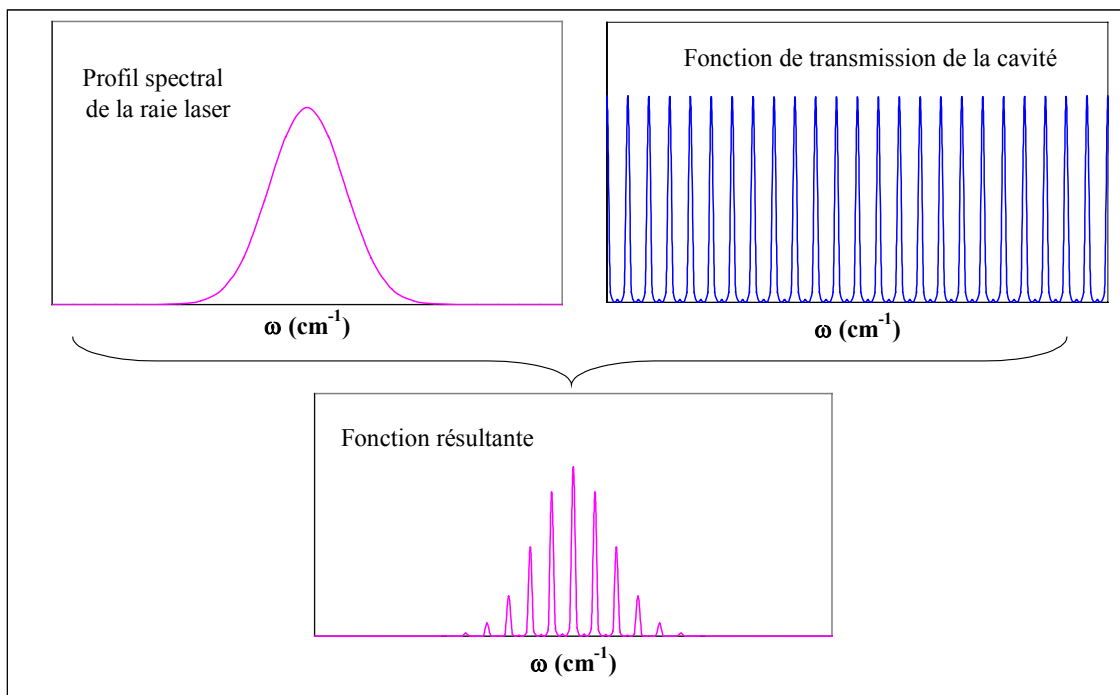 Profil spectral
de la raie laser
ω (cm⁻¹)
Fonction de transmission de la cavité
ω (cm⁻¹)
Fonction résultante
ω (cm⁻¹)